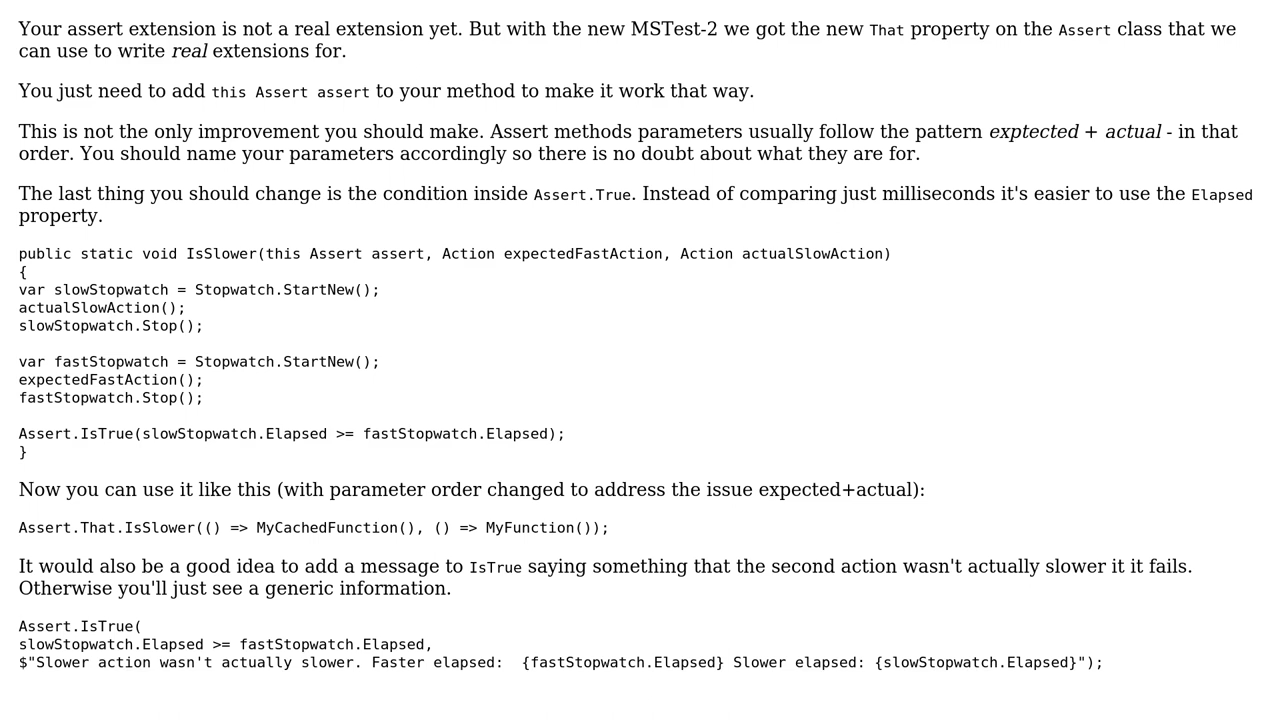 Your assert extension is not a real extension yet. But with the new MSTest-2 we got the new That property on the Assert class that we
can use to write real extensions for.
You just need to add this Assert assert to your method to make it work that way.
This is not the only improvement you should make. Assert methods parameters usually follow the pattern exptected + actual - in that
order. You should name your parameters accordingly so there is no doubt about what they are for.
The last thing you should change is the condition inside Assert.True. Instead of comparing just milliseconds it's easier to use the Elapsed
property.
public static void IsSlower(this Assert assert, Action expectedFastAction, Action actualSlowAction)
{
var slowStopwatch = Stopwatch.StartNew();
actualSlowAction();
slowStopwatch.Stop();
var fastStopwatch = Stopwatch.StartNew();
expectedFastAction();
fastStopwatch.Stop();
Assert.IsTrue(slowStopwatch.Elapsed >= fastStopwatch.Elapsed);
}
Now you can use it like this (with parameter order changed to address the issue expected+actual):
Assert.That.IsSlower(() => MyCachedFunction(), () => MyFunction());
It would also be a good idea to add a message to IsTrue saying something that the second action wasn't actually slower it it fails.
Otherwise you'll just see a generic information.
Assert.IsTrue(
slowStopwatch.Elapsed >= fastStopwatch.Elapsed,
$"Slower action wasn't actually slower. Faster elapsed:  {fastStopwatch.Elapsed} Slower elapsed: {slowStopwatch.Elapsed}");